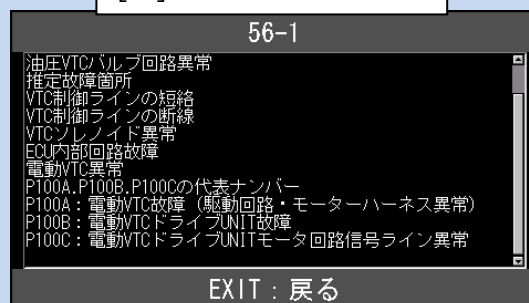 56-1
油圧VTCバルブ回路異常
推定故障箇所
VTC制御ラインの短絡
VTC制御ラインの断線
VTCソレノイド異常
ECU内部回路故障
電動VTC異常
P100A.P100B.P100Cの代表ナンバー
P100A：電動VTC故障（駆動回路・モーターハーネス異常）
P100B：電動VTCドライブUNIT故障
P100C：電動VTCドライブUNITモータ回路信号ライン異常
EXIT：戻る